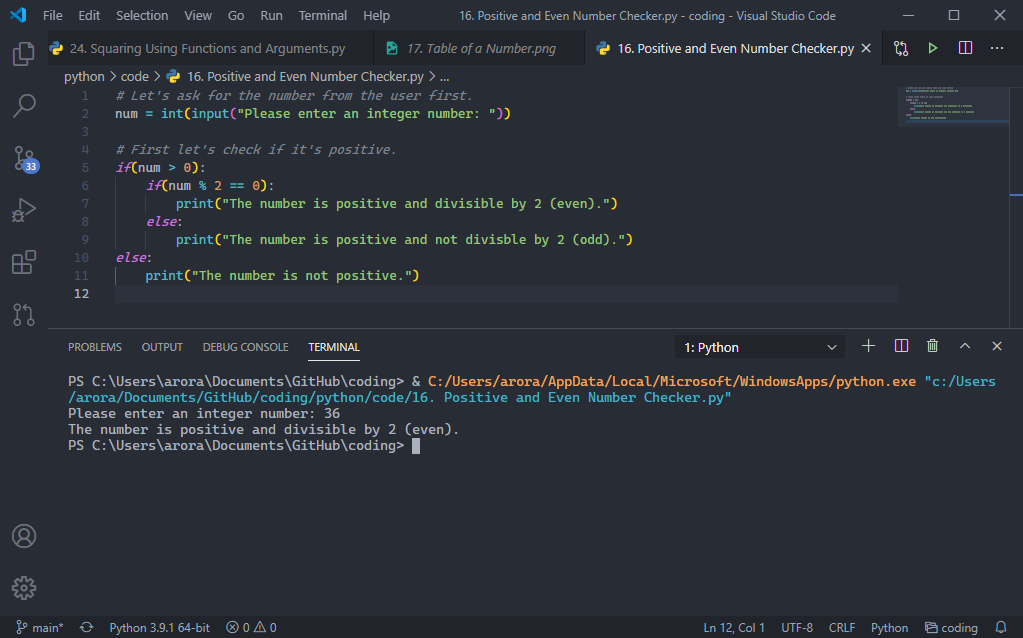 File Edit Selection View Go Run Terminal Help 16. Positive and Even Number Checker.py - coding - Visual Studio Code
24. Squaring Using Functions and Arguments.py 17. Table of a Number.png 16. Positive and Even Number Checker.py
python > code > 16. Positive and Even Number Checker.py > ...
1 # Let's ask for the number from the user first.
2 num = int(input("Please enter an integer number: "))
3
4 # First let's check if it's positive.
5 if(num > 0):
6 if(num % 2 == 0):
7 print("The number is positive and divisible by 2 (even).")
8 else:
9 print("The number is positive and not divisble by 2 (odd).")
10 else:
11 print("The number is not positive.")
12
33
PROBLEMS OUTPUT DEBUG CONSOLE TERMINAL 1: Python
PS C:\Users\arora\Documents\GitHub\coding> & C:/Users/arora/AppData/Local/Microsoft/WindowsApps/python.exe "c:/Users
/arora/Documents/GitHub/coding/python/code/16. Positive and Even Number Checker.py"
Please enter an integer number: 36
The number is positive and divisible by 2 (even).
PS C:\Users\arora\Documents\GitHub\coding>
main* Python 3.9.1 64-bit 0 0 Ln 12, Col 1 UTF-8 CRLF Python coding